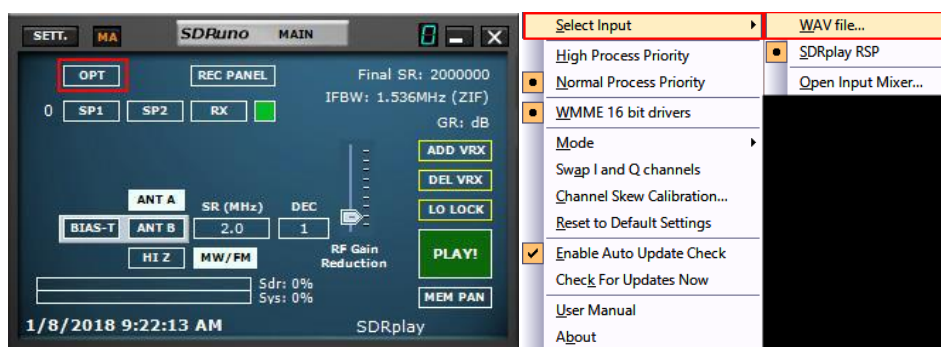 SETT. MA SDRuno MAIN 0
OPT REC PANEL Final SR: 2000000
IFBW: 1.536MHz (ZIF)
0 SP1 SP2 RX GR: dB
ADD VRX
DEL VRX
ANT A SR (MHz) DEC LO LOCK
BIAS-T ANT B 2.0 1
HI Z MW/FM RF Gain Reduction PLAY!
Sdr: 0%
Sys: 0% MEM PAN
1/8/2018 9:22:13 AM SDRplay
Select Input
High Process Priority
Normal Process Priority
WMME 16 bit drivers
Mode
Swap I and Q channels
Channel Skew Calibration...
Reset to Default Settings
Enable Auto Update Check
Check For Updates Now
User Manual
About
WAV file...
SDRplay RSP
Open Input Mixer...